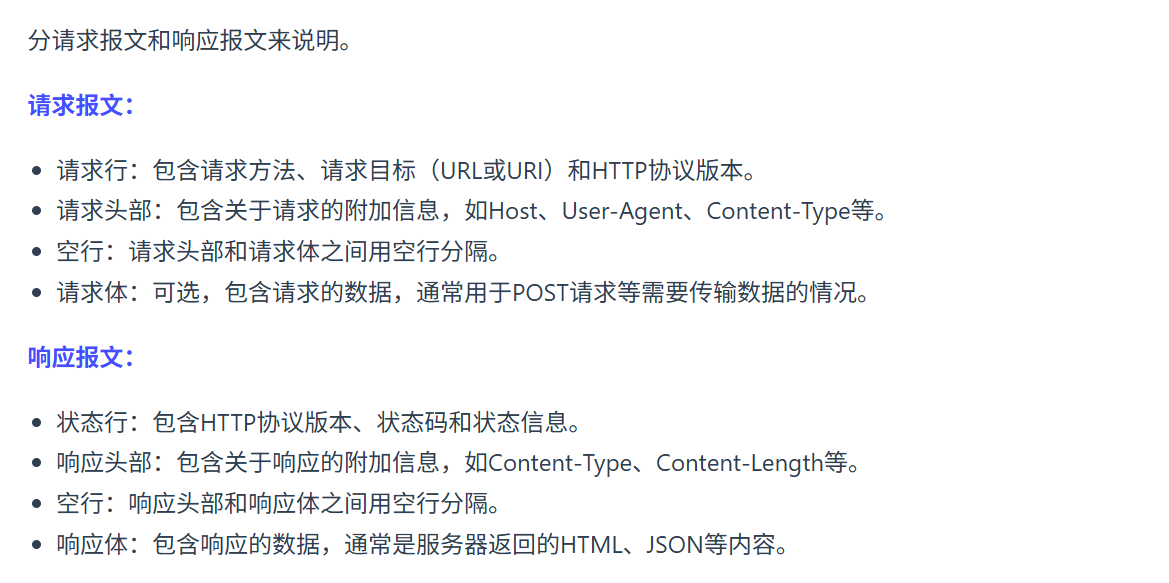 分请求报文和响应报文来说明。
请求报文：
请求行：包含请求方法、请求目标（URL或URI）和HTTP协议版本。
请求头部：包含关于请求的附加信息，如Host、User-Agent、Content-Type等。
空行：请求头部和请求体之间用空行分隔。
请求体：可选，包含请求的数据，通常用于POST请求等需要传输数据的情况。
响应报文：
状态行：包含HTTP协议版本、状态码和状态信息。
响应头部：包含关于响应的附加信息，如Content-Type、Content-Length等。
空行：响应头部和响应体之间用空行分隔。
响应体：包含响应的数据，通常是服务器返回的HTML、JSON等内容。